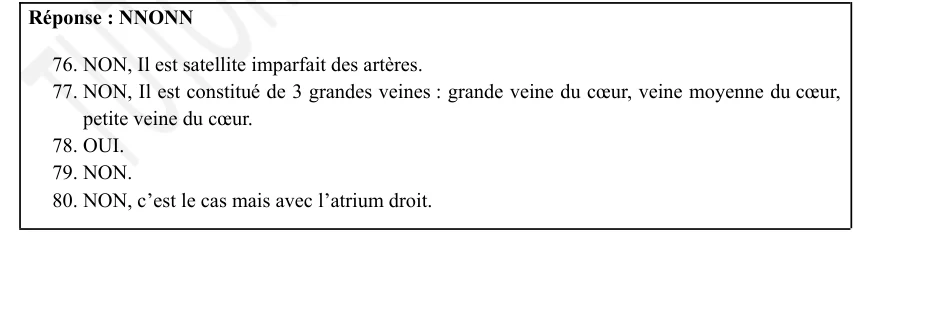 Réponse : NNONN
76. NON, Il est satellite imparfait des artères.
77. NON, Il est constitué de 3 grandes veines : grande veine du cœur, veine moyenne du cœur,
petite veine du cœur.
78. OUI.
79. NON.
80. NON, c’est le cas mais avec l’atrium droit.